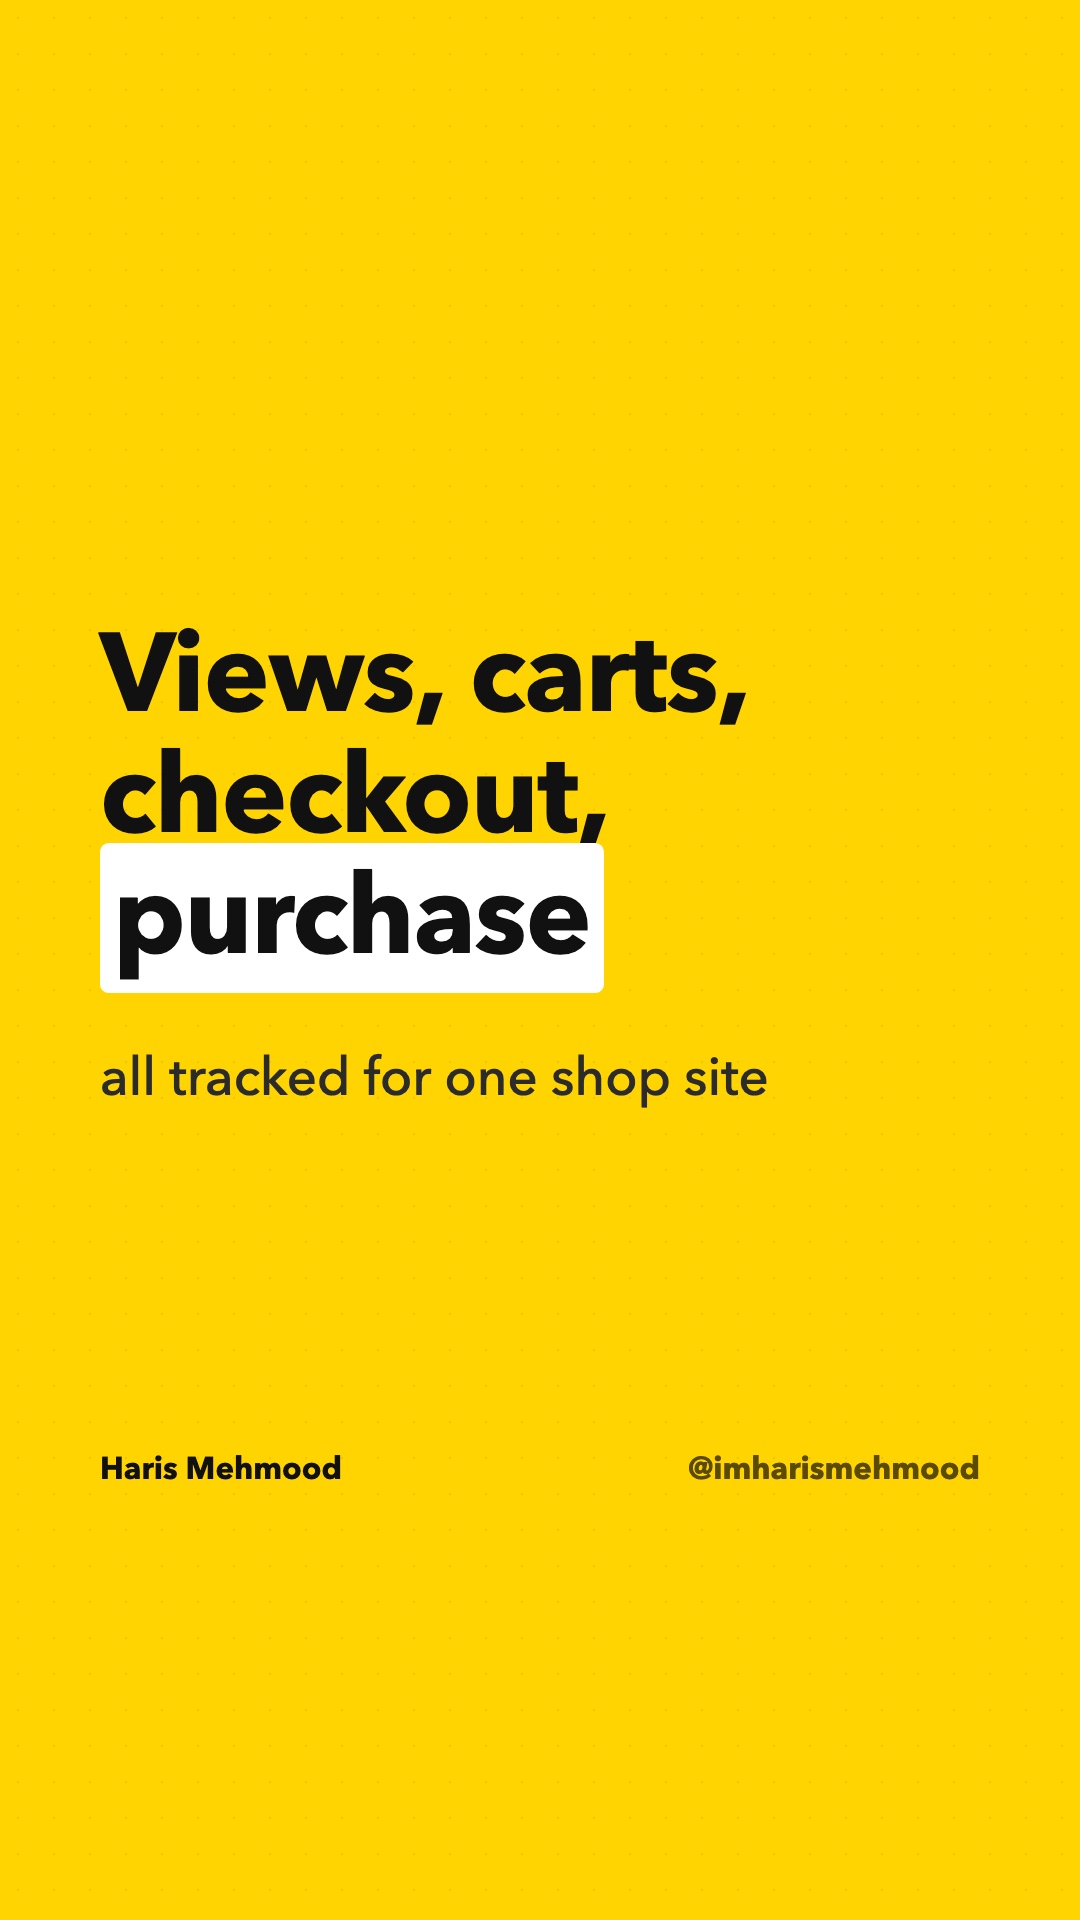 Views, carts,
checkout,
purchase
all tracked for one shop site
Haris Mehmood
@imharismehmood